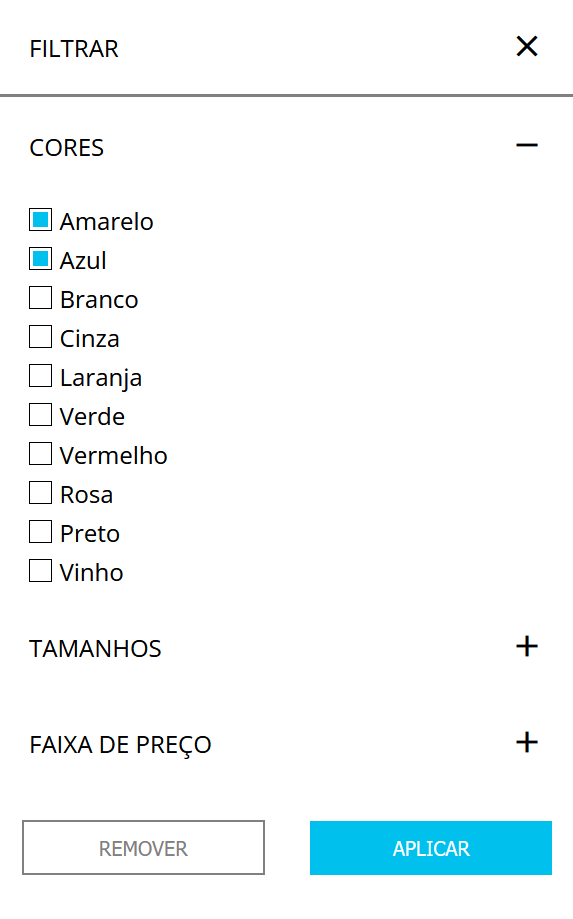 FILTRAR
CORES
Amarelo
Azul
Branco
Cinza
Laranja
Verde
Vermelho
Rosa
Preto
Vinho
TAMANHOS
FAIXA DE PREÇO
REMOVER APLICAR